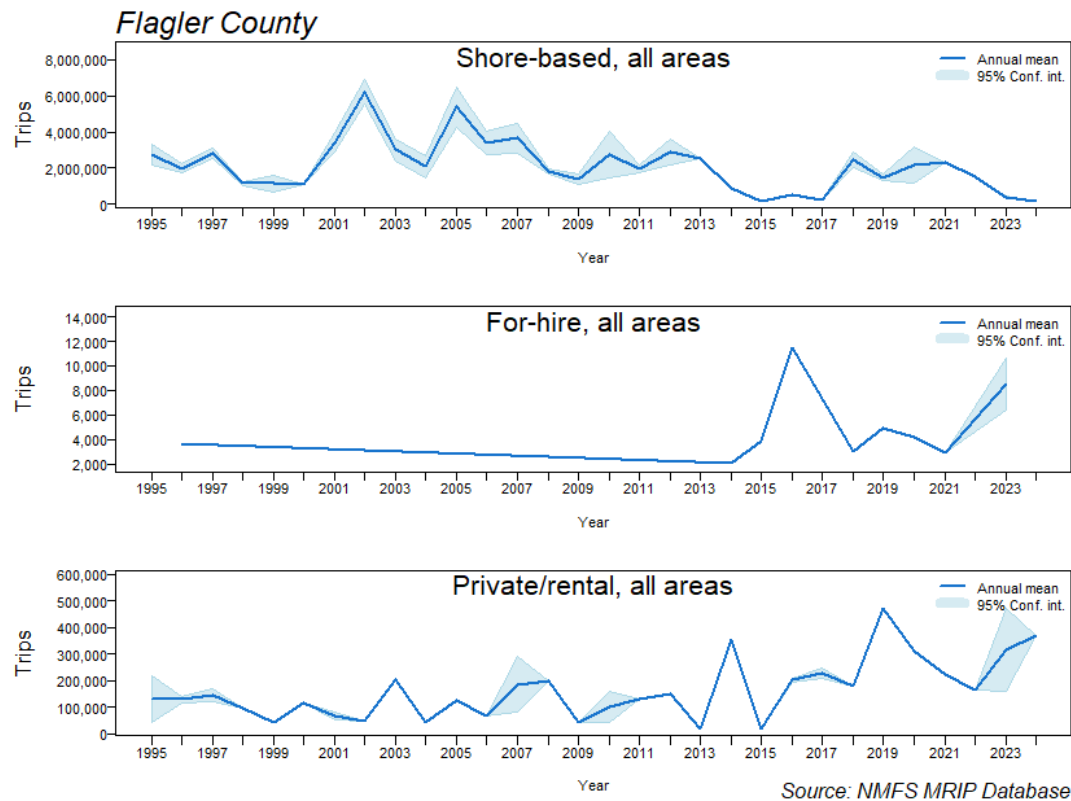 Flagler County
Shore-based, all areas
Annual mean
95% Conf. int.
Trips
8,000,000
6,000,000
4,000,000
2,000,000
0
1995 1997 1999 2001 2003 2005 2007 2009 2011 2013 2015 2017 2019 2021 2023
Year
For-hire, all areas
Annual mean
95% Conf. int.
Trips
14,000
12,000
10,000
8,000
6,000
4,000
2,000
1995 1997 1999 2001 2003 2005 2007 2009 2011 2013 2015 2017 2019 2021 2023
Year
Private/rental, all areas
Annual mean
95% Conf. int.
Trips
600,000
500,000
400,000
300,000
200,000
100,000
0
1995 1997 1999 2001 2003 2005 2007 2009 2011 2013 2015 2017 2019 2021 2023
Year
Source: NMFS MRIP Database